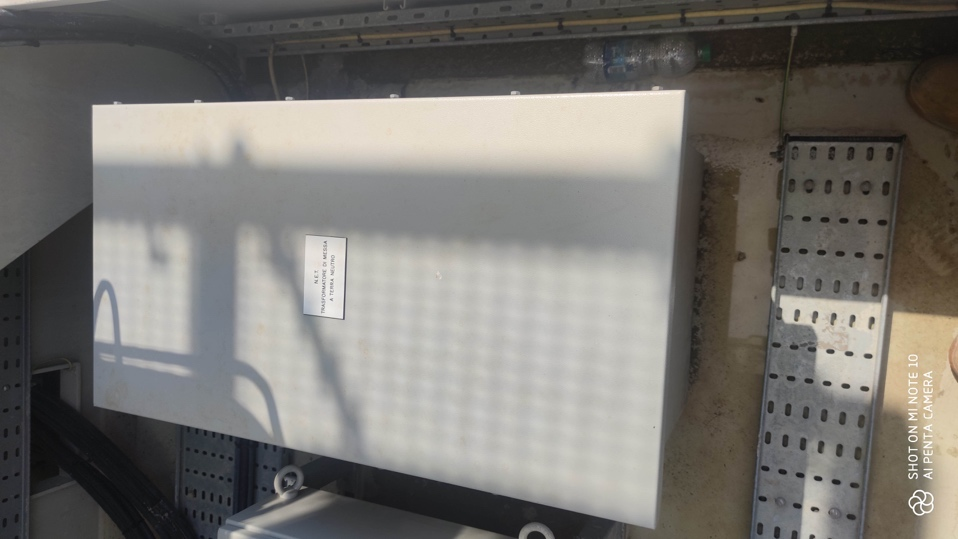 N.E.T.
TRASFORMATORE DI MESSA
A TERRA NEUTRO
SHOT ON MI NOTE 10
AI PENTA CAMERA